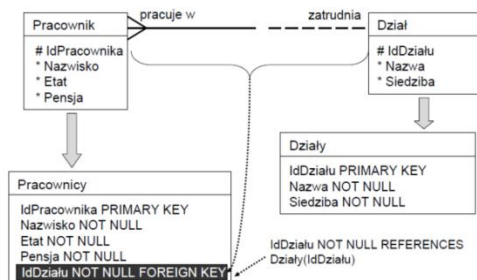 Pracownik
pracuje w
zatrudnia
Dział
# IdPracownika
* Nazwisko
* Etat
* Pensja
# IdDziału
* Nazwa
* Siedziba
Działy
IdDziału PRIMARY KEY
Nazwa NOT NULL
Siedziba NOT NULL
Pracownicy
IdPracownika PRIMARY KEY
Nazwisko NOT NULL
Etat NOT NULL
Pensja NOT NULL
IdDziału NOT NULL FOREIGN KEY
IdDziału NOT NULL REFERENCES
Działy(IdDziału)